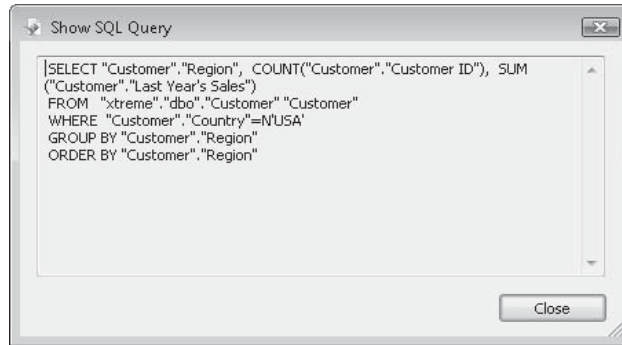 Show SQL Query
SELECT "Customer"."Region",  COUNT("Customer"."Customer ID"),  SUM
("Customer"."Last Year's Sales")
FROM   "xtreme"."dbo"."Customer" "Customer"
WHERE  "Customer"."Country"=N'USA'
GROUP BY "Customer"."Region"
ORDER BY "Customer"."Region"
Close